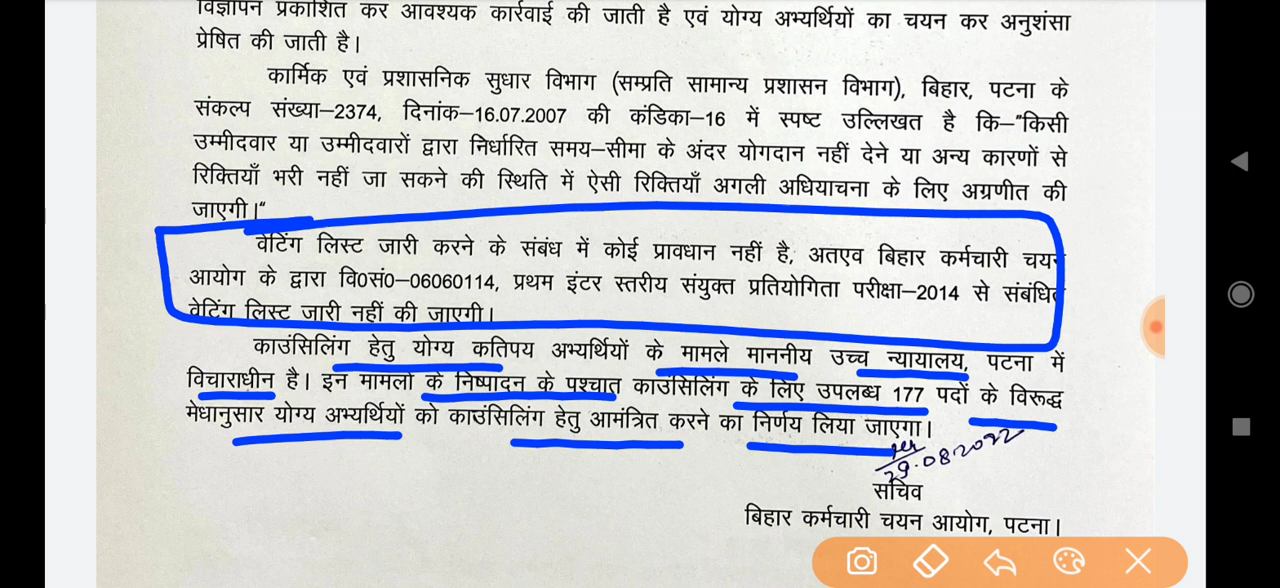 विज्ञापन प्रकाशित कर आवश्यक कार्रवाई की जाती है एवं योग्य अभ्यर्थियों का चयन कर अनुशंसा
प्रेषित की जाती है।
कार्मिक एवं प्रशासनिक सुधार विभाग (सम्प्रति सामान्य प्रशासन विभाग), बिहार, पटना के
संकल्प संख्या–2374, दिनांक–16.07.2007 की कंडिका–16 में स्पष्ट उल्लिखत है कि–"किसी
उम्मीदवार या उम्मीदवारों द्वारा निर्धारित समय–सीमा के अंदर योगदान नहीं देने या अन्य कारणों से
रिक्तियाँ भरी नहीं जा सकने की स्थिति में ऐसी रिक्तियाँ अगली अधियाचना के लिए अग्रणीत की
जाएगी।"
वेटिंग लिस्ट जारी करने के संबंध में कोई प्रावधान नहीं है, अतएव बिहार कर्मचारी चयन
आयोग के द्वारा वि0सं0–06060114, प्रथम इंटर स्तरीय संयुक्त प्रतियोगिता परीक्षा–2014 से संबंधित
वेटिंग लिस्ट जारी नहीं की जाएगी।
काउंसिलिंग हेतु योग्य कतिपय अभ्यर्थियों के मामले माननीय उच्च न्यायालय, पटना में
विचाराधीन है। इन मामलों के निष्पादन के पश्चात काउंसिलिंग के लिए उपलब्ध 177 पदों के विरूद्ध
मेधानुसार योग्य अभ्यर्थियों को काउंसिलिंग हेतु आमंत्रित करने का निर्णय लिया जाएगा।
29.08.2022
सचिव
बिहार कर्मचारी चयन आयोग, पटना।